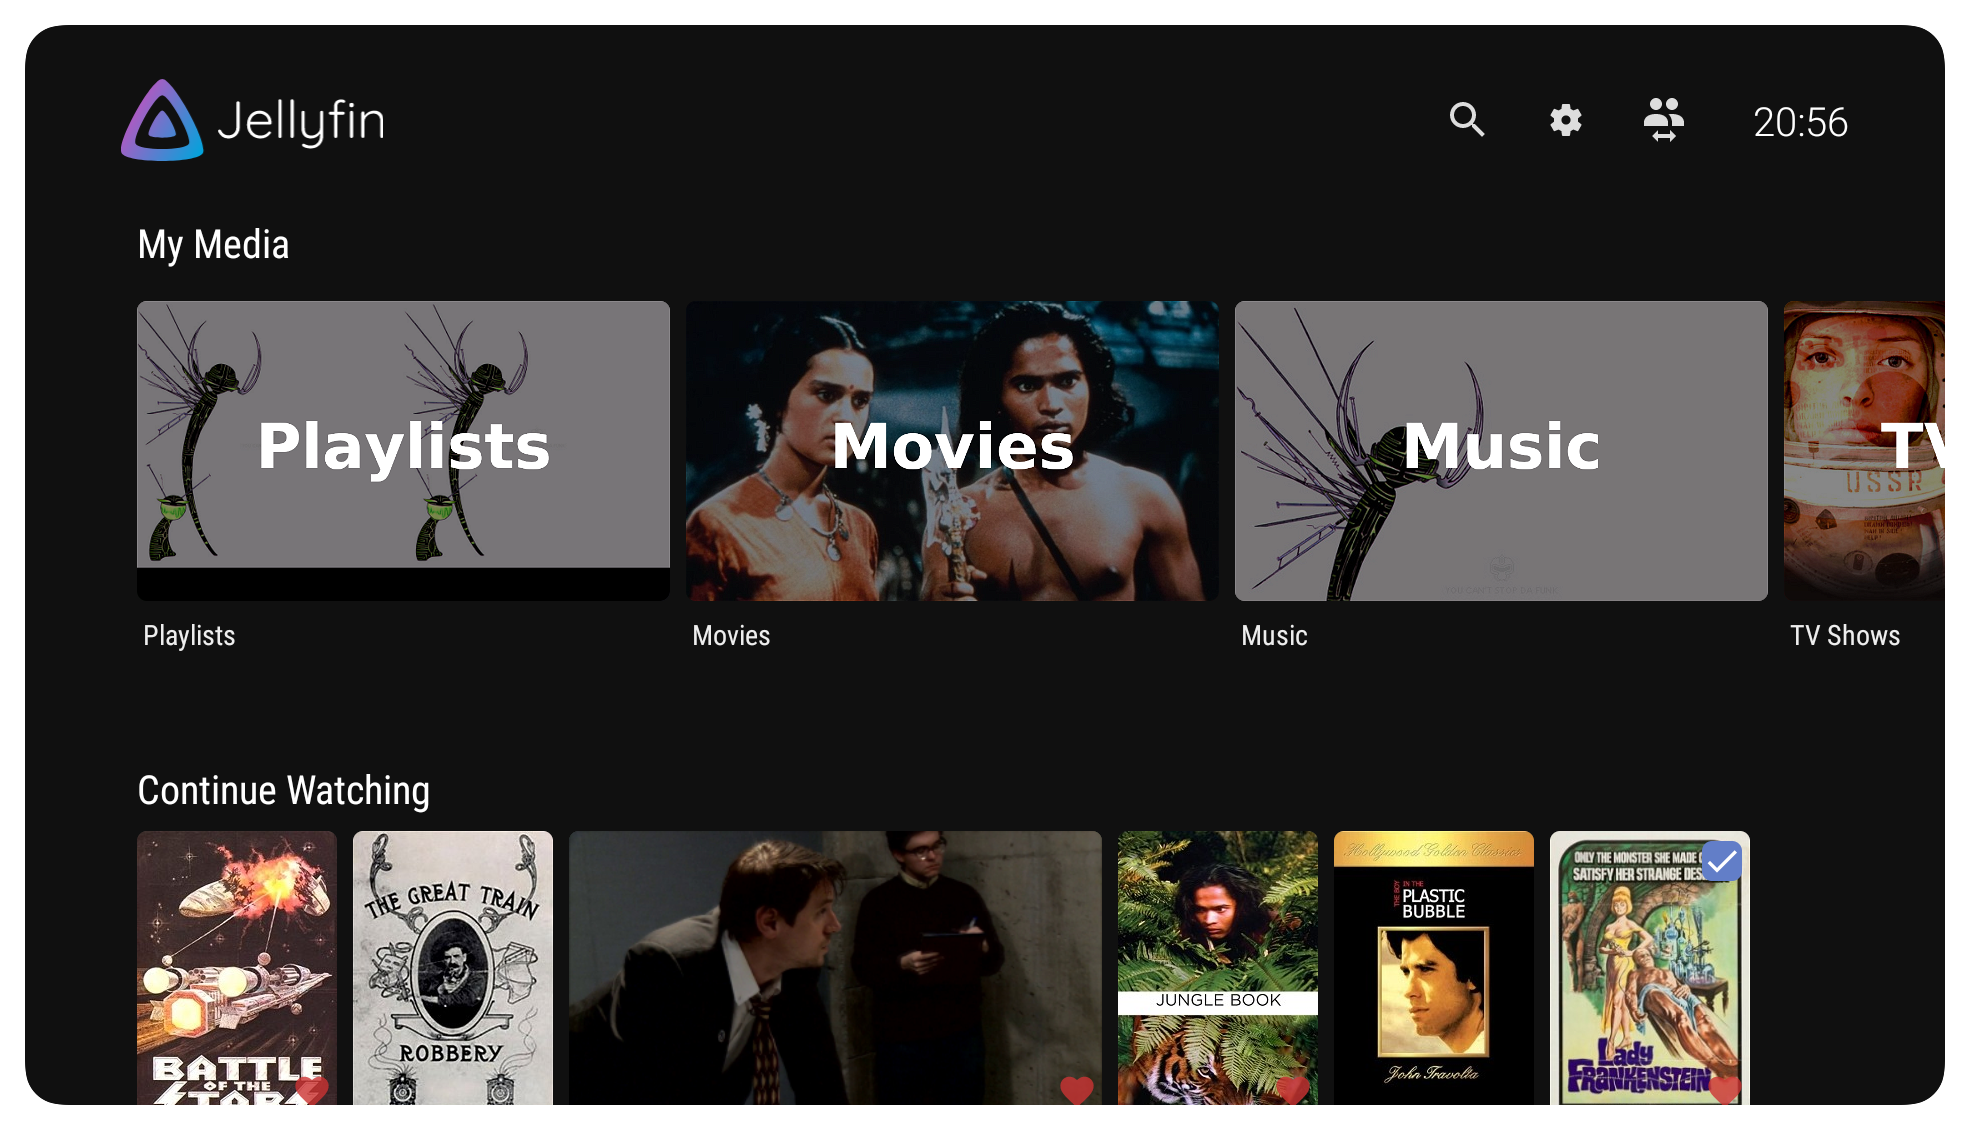 Jellyfin
20:56
My Media
Playlists
Movies
Music
TV
USSR
Playlists
Movies
Music
TV Shows
Continue Watching
BATTLE
OF THE
STARS
THE GREAT TRAIN
ROBBERY
JUNGLE BOOK
Hollywood Golden Classics
THE BOY IN THE
PLASTIC
BUBBLE
John Travolta
ONLY THE MONSTER SHE MADE
SATISFY HER STRANGE
Lady
FRANKENSTEIN